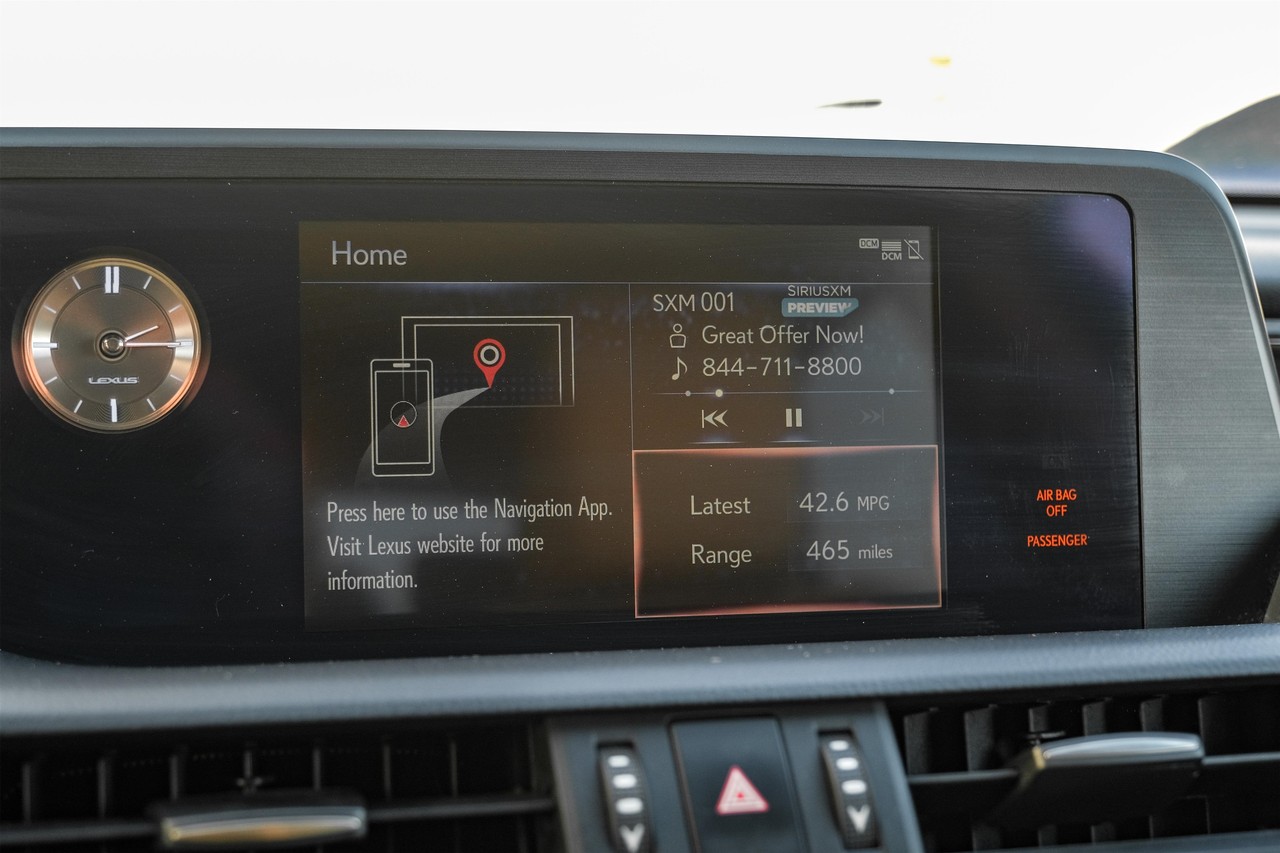 Home
DCM
DCM
LEXUS
SXM 001
SIRIUSXM
PREVIEW
Great Offer Now!
844-711-8800
Latest 42.6 MPG
Range 465 miles
Press here to use the Navigation App.
Visit Lexus website for more
information.
AIR BAG
OFF
PASSENGER